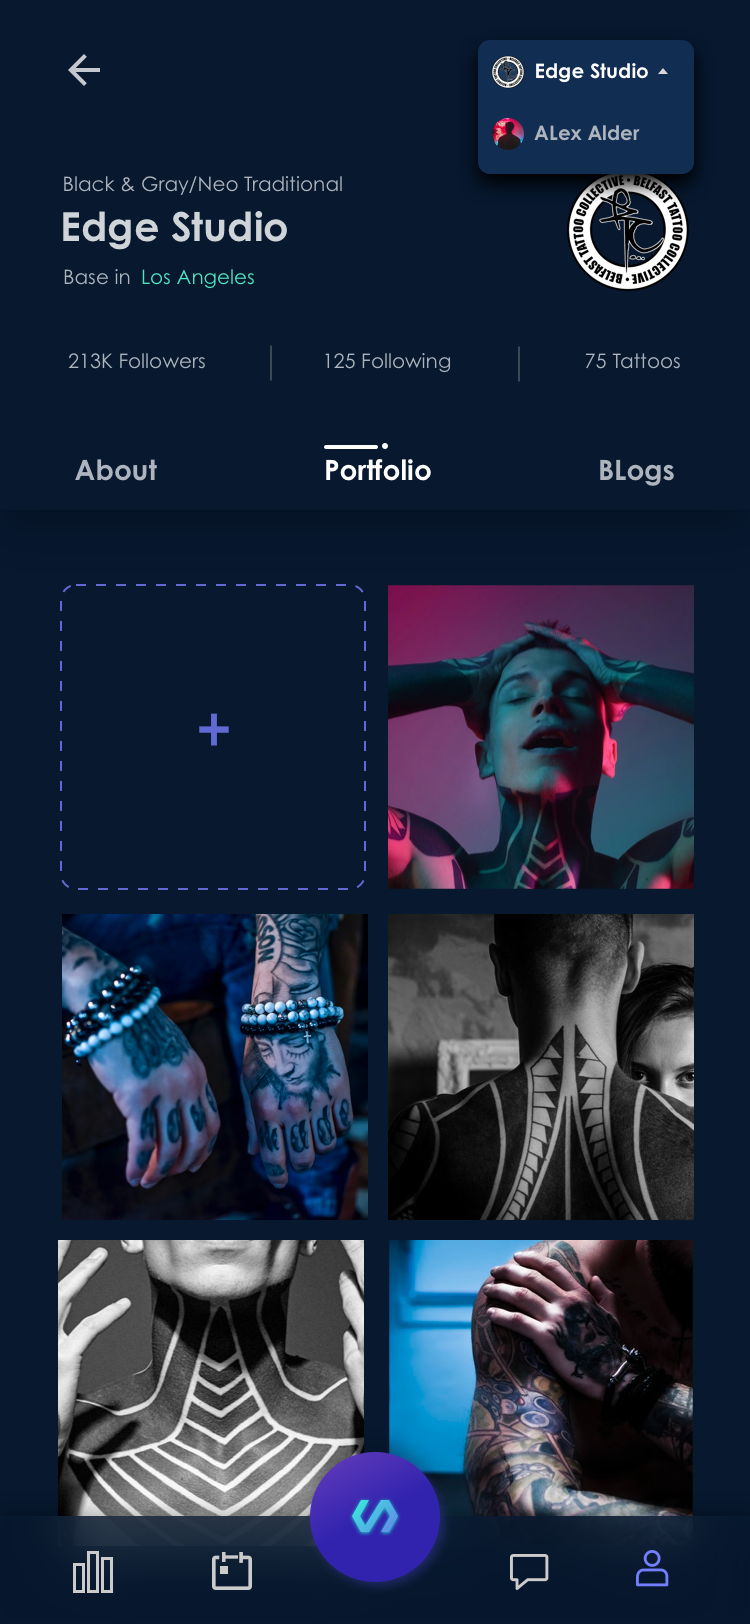 Edge Studio
ALex Alder
Black & Gray/Neo Traditional
Edge Studio
Base in Los Angeles
BELFAST TATTOO COLLECTIVE • BELFAST TATTOO COLLECTIVE •
213K Followers
125 Following
75 Tattoos
About
Portfolio
BLogs
+
SON